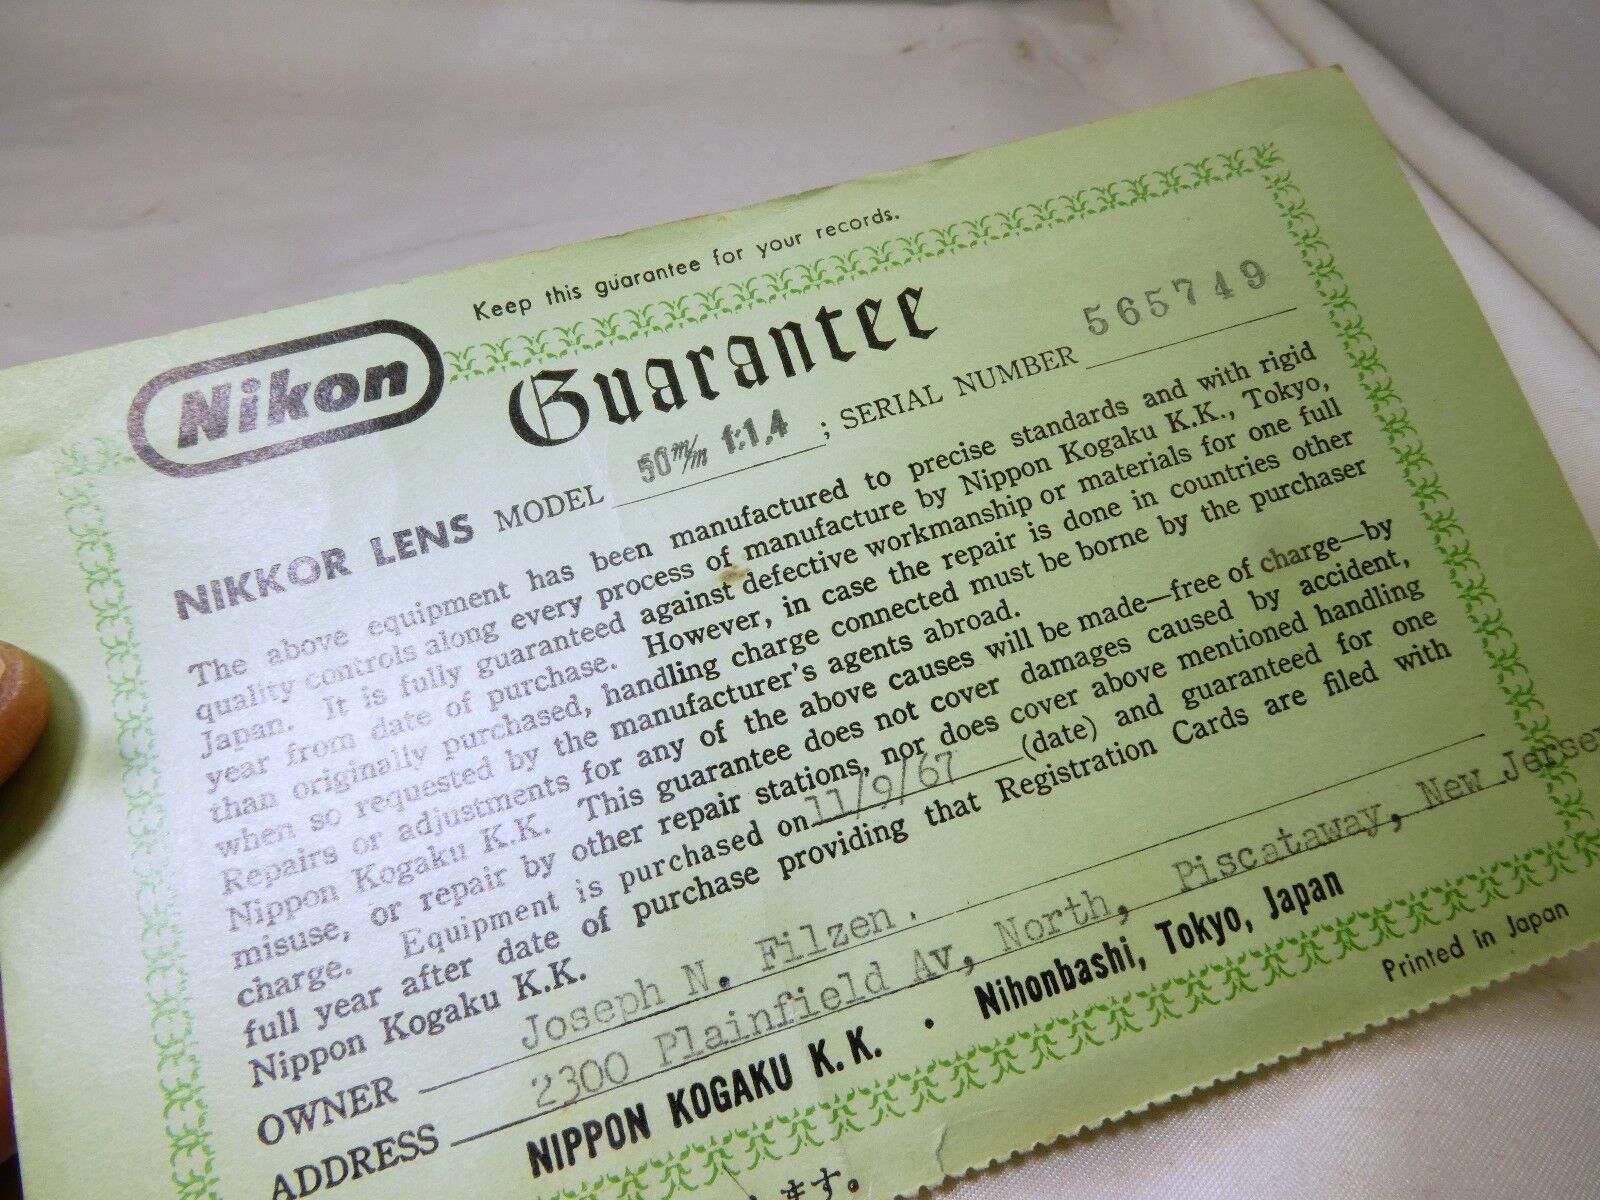 Keep this guarantee for your records.
Nikon
Guarantee
NIKKOR LENS MODEL 50m/m f:1.4 ; SERIAL NUMBER 565749
The above equipment has been manufactured to precise standards and with rigid
quality controls along every process of manufacture by Nippon Kogaku K.K., Tokyo,
Japan. It is fully guaranteed against defective workmanship or materials for one full
year from date of purchase. However, in case the repair is done in countries other
than originally purchased, handling charge connected must be borne by the purchaser
when so requested by the manufacturer's agents abroad.
Repairs or adjustments for any of the above causes will be made—free of charge—by
Nippon Kogaku K.K. This guarantee does not cover damages caused by accident,
misuse, or repair by other repair stations, nor does cover above mentioned handling
charge. Equipment is purchased on 11/9/67 (date) and guaranteed for one
full year after date of purchase providing that Registration Cards are filed with
Nippon Kogaku K.K.
OWNER Joseph N. Filzen.
ADDRESS 2300 Plainfield Av, North, Piscataway, New Jersey
NIPPON KOGAKU K.K. · Nihonbashi, Tokyo, Japan
Printed in Japan
ます。